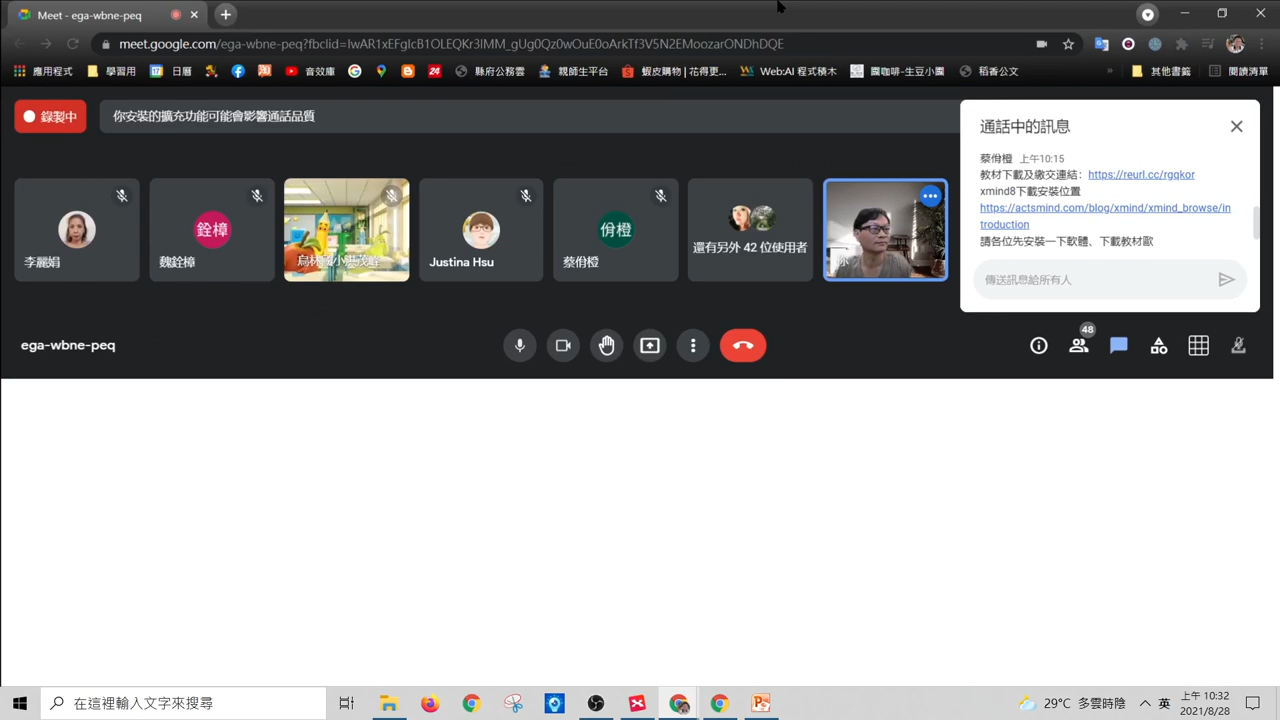 Meet - ega-wbne-peq
meet.google.com/ega-wbne-peq?fbclid=IwAR1xEFgIcB1OLEQKr3IMM_gUg0Qz0wOuE0oArkTf3V5N2EMoozarONDhDQE
應用程式 學習用 日曆 音效庫 24 縣府公務雲 親師生平台 蝦皮購物 | 花得更... Web:AI 程式積木 團咖啡-生豆小園 稻香公文 » 其他書籤 閱讀清單
錄製中 你安裝的擴充功能可能會影響通話品質
通話中的訊息
蔡佾橙 上午10:15
教材下載及繳交連結： https://reurl.cc/rgqkor
xmind8下載安裝位置
https://actsmind.com/blog/xmind/xmind_browse/in
troduction
請各位先安裝一下軟體、下載教材歐
傳送訊息給所有人
銓樟 佾橙
李麗娟 魏銓樟 Justina Hsu 蔡佾橙 還有另外 42 位使用者 你
ega-wbne-peq
48
在這裡輸入文字來搜尋
29°C 多雲時陰 英 上午 10:32
2021/8/28